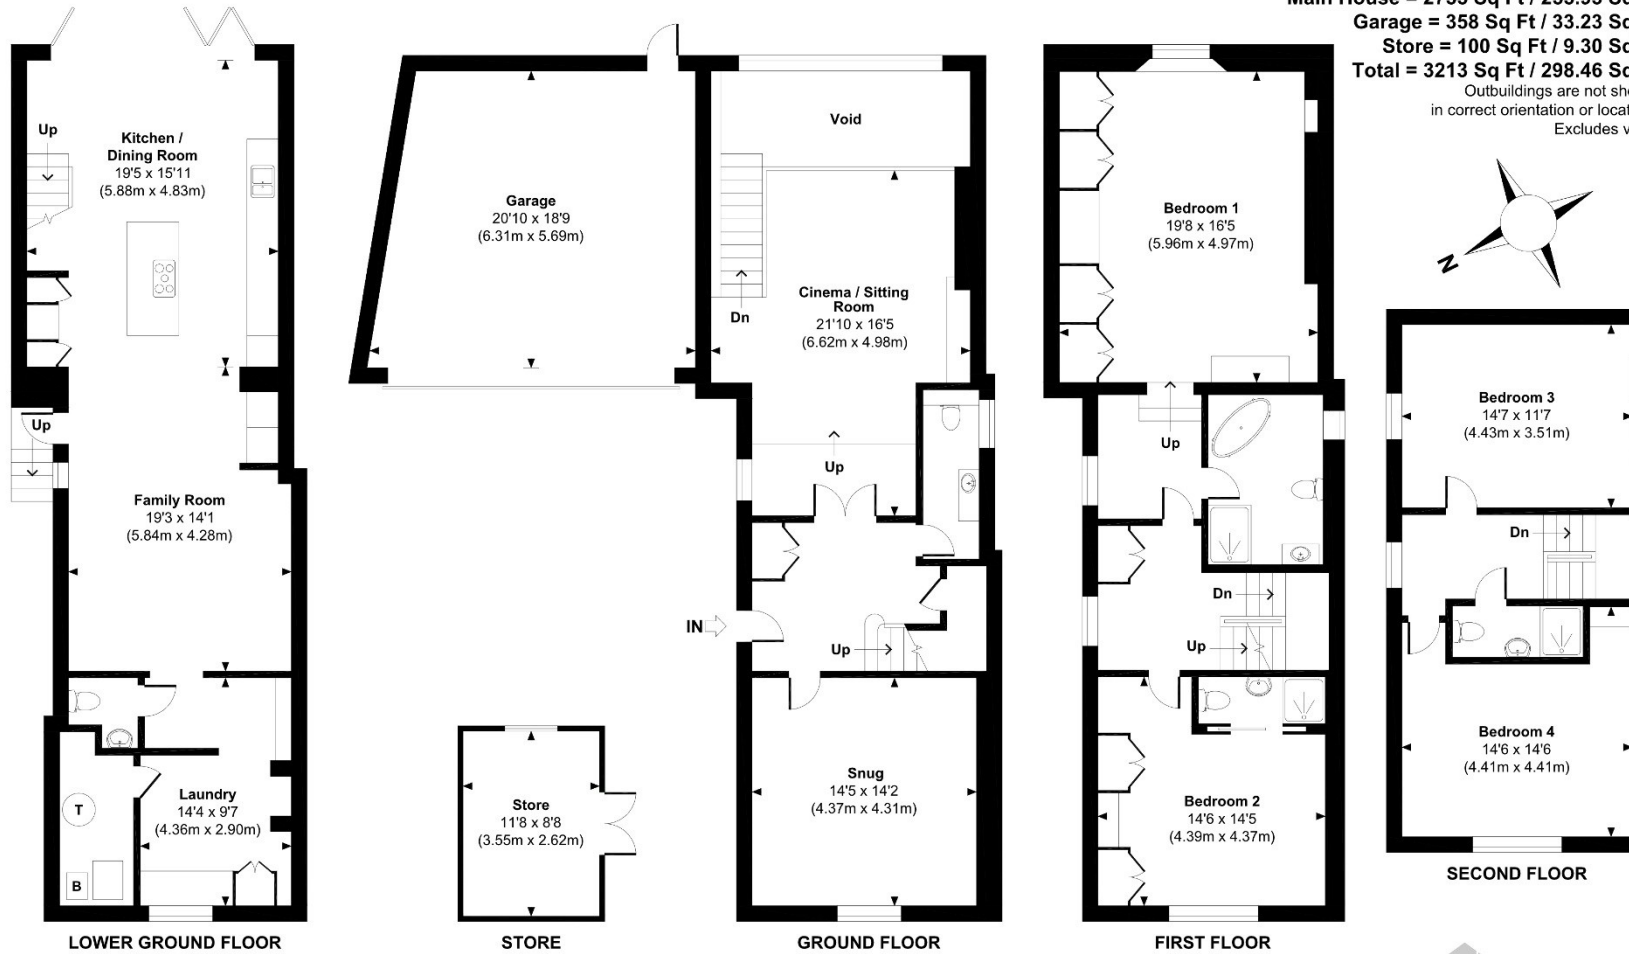 Garage = 358 Sq Ft / 33.23
Store = 100 Sq Ft / 9.30
Total = 3213 Sq Ft / 298.46
Outbuildings are not
in correct orientation or
Excludes
N
Up
Kitchen /
Dining Room
19'5 x 15'11
(5.88m x 4.83m)
Up
Family Room
19'3 x 14'1
(5.84m x 4.28m)
Laundry
14'4 x 9'7
(4.36m x 2.90m)
T
B
LOWER GROUND FLOOR
Garage
20'10 x 18'9
(6.31m x 5.69m)
Store
11'8 x 8'8
(3.55m x 2.62m)
STORE
Void
Dn
Cinema / Sitting
Room
21'10 x 16'5
(6.62m x 4.98m)
Up
IN
Up
Snug
14'5 x 14'2
(4.37m x 4.31m)
GROUND FLOOR
Bedroom 1
19'8 x 16'5
(5.96m x 4.97m)
Up
Dn
Up
Bedroom 2
14'6 x 14'5
(4.39m x 4.37m)
FIRST FLOOR
Bedroom 3
14'7 x 11'7
(4.43m x 3.51m)
Dn
Bedroom 4
14'6 x 14'6
(4.41m x 4.41m)
SECOND FLOOR